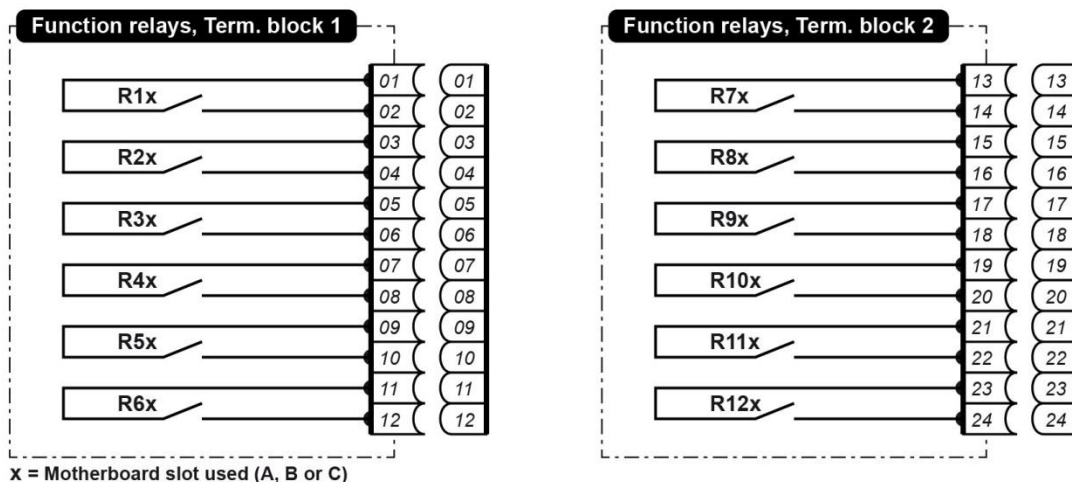 Function relays, Term. block 1
R1x
01 01
02 02
R2x
03 03
04 04
R3x
05 05
06 06
R4x
07 07
08 08
R5x
09 09
10 10
R6x
11 11
12 12
x = Motherboard slot used (A, B or C)
Function relays, Term. block 2
R7x
13 13
14 14
R8x
15 15
16 16
R9x
17 17
18 18
R10x
19 19
20 20
R11x
21 21
22 22
R12x
23 23
24 24